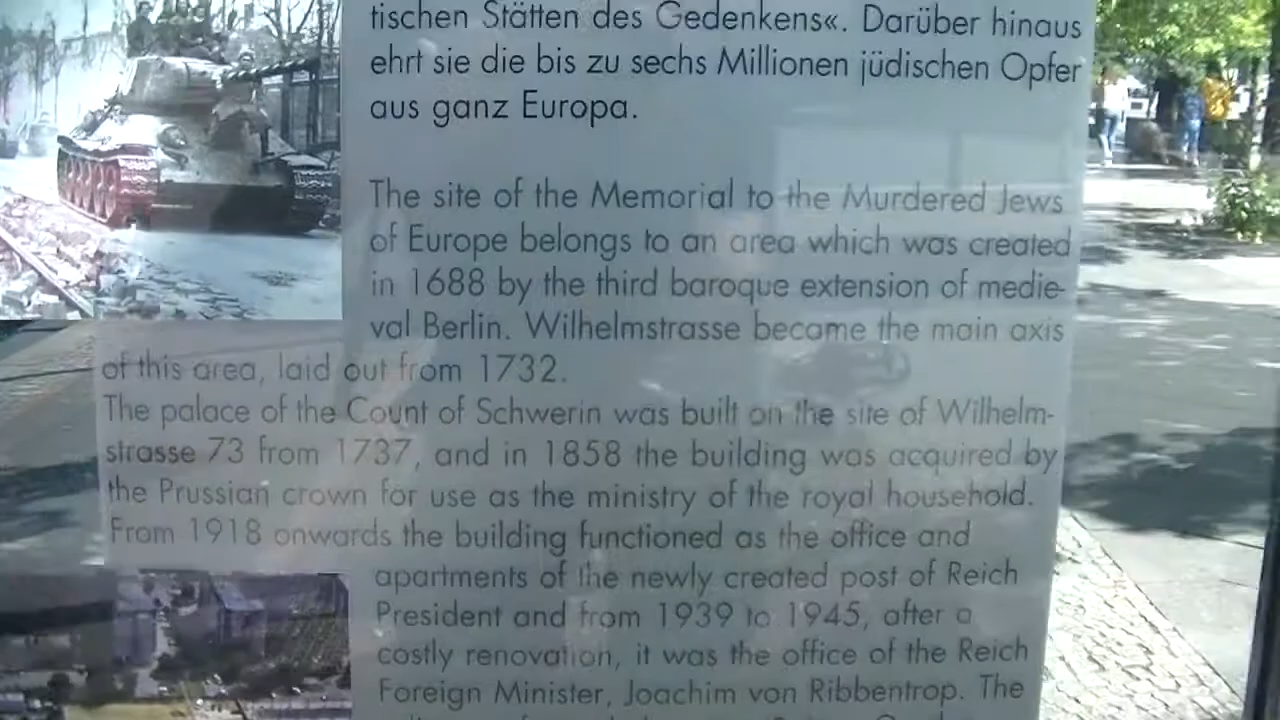 tischen Stätten des Gedenkens«. Darüber hinaus
ehrt sie die bis zu sechs Millionen jüdischen Opfer
aus ganz Europa.
The site of the Memorial to the Murdered Jews
of Europe belongs to an area which was created
in 1688 by the third baroque extension of medie-
val Berlin. Wilhelmstrasse became the main axis
of this area, laid out from 1732.
The palace of the Count of Schwerin was built on the site of Wilhelm-
strasse 73 from 1737, and in 1858 the building was acquired by
the Prussian crown for use as the ministry of the royal household.
From 1918 onwards the building functioned as the office and
apartments of the newly created post of Reich
President and from 1939 to 1945, after a
costly renovation, it was the office of the Reich
Foreign Minister, Joachim von Ribbentrop. The